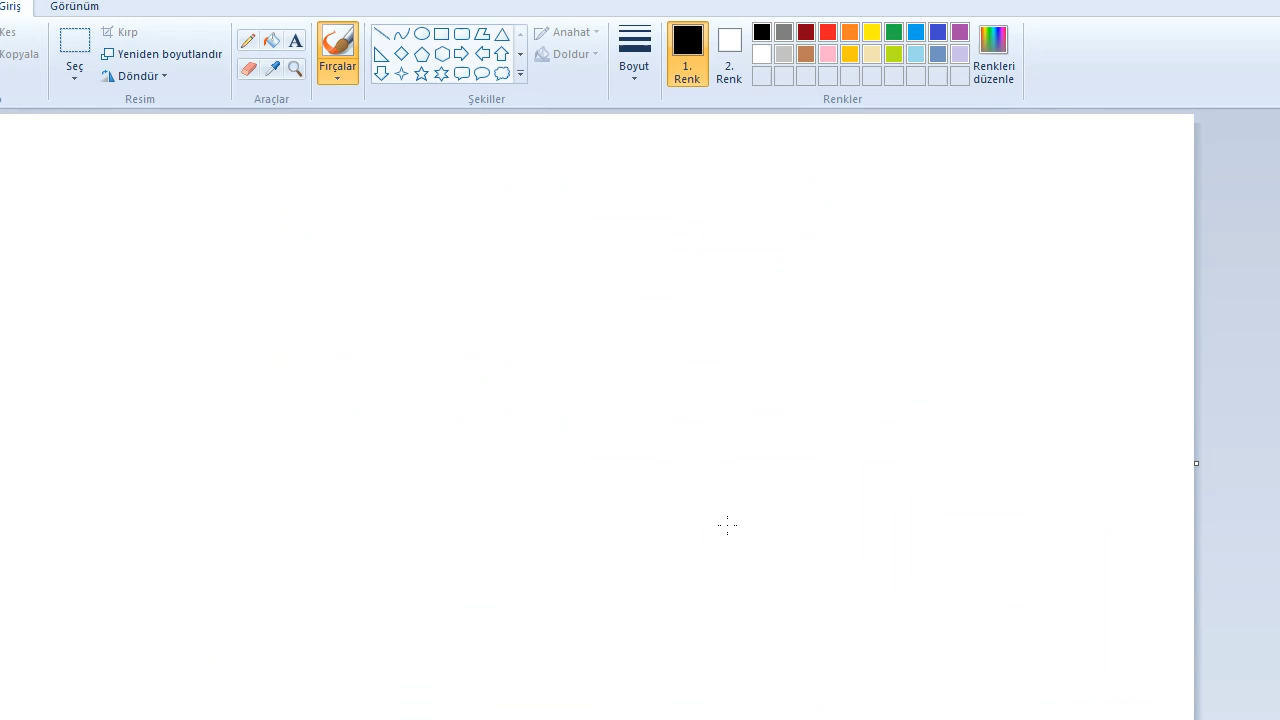 Giriş Görünüm
Kes
Kopyala
Seç
Kırp
Yeniden boyutlandır
Döndür
Resim
A
Araçlar
Fırçalar
Şekiller
Anahat
Doldur
Boyut
1.
Renk
2.
Renk
Renkler
Renkleri
düzenle